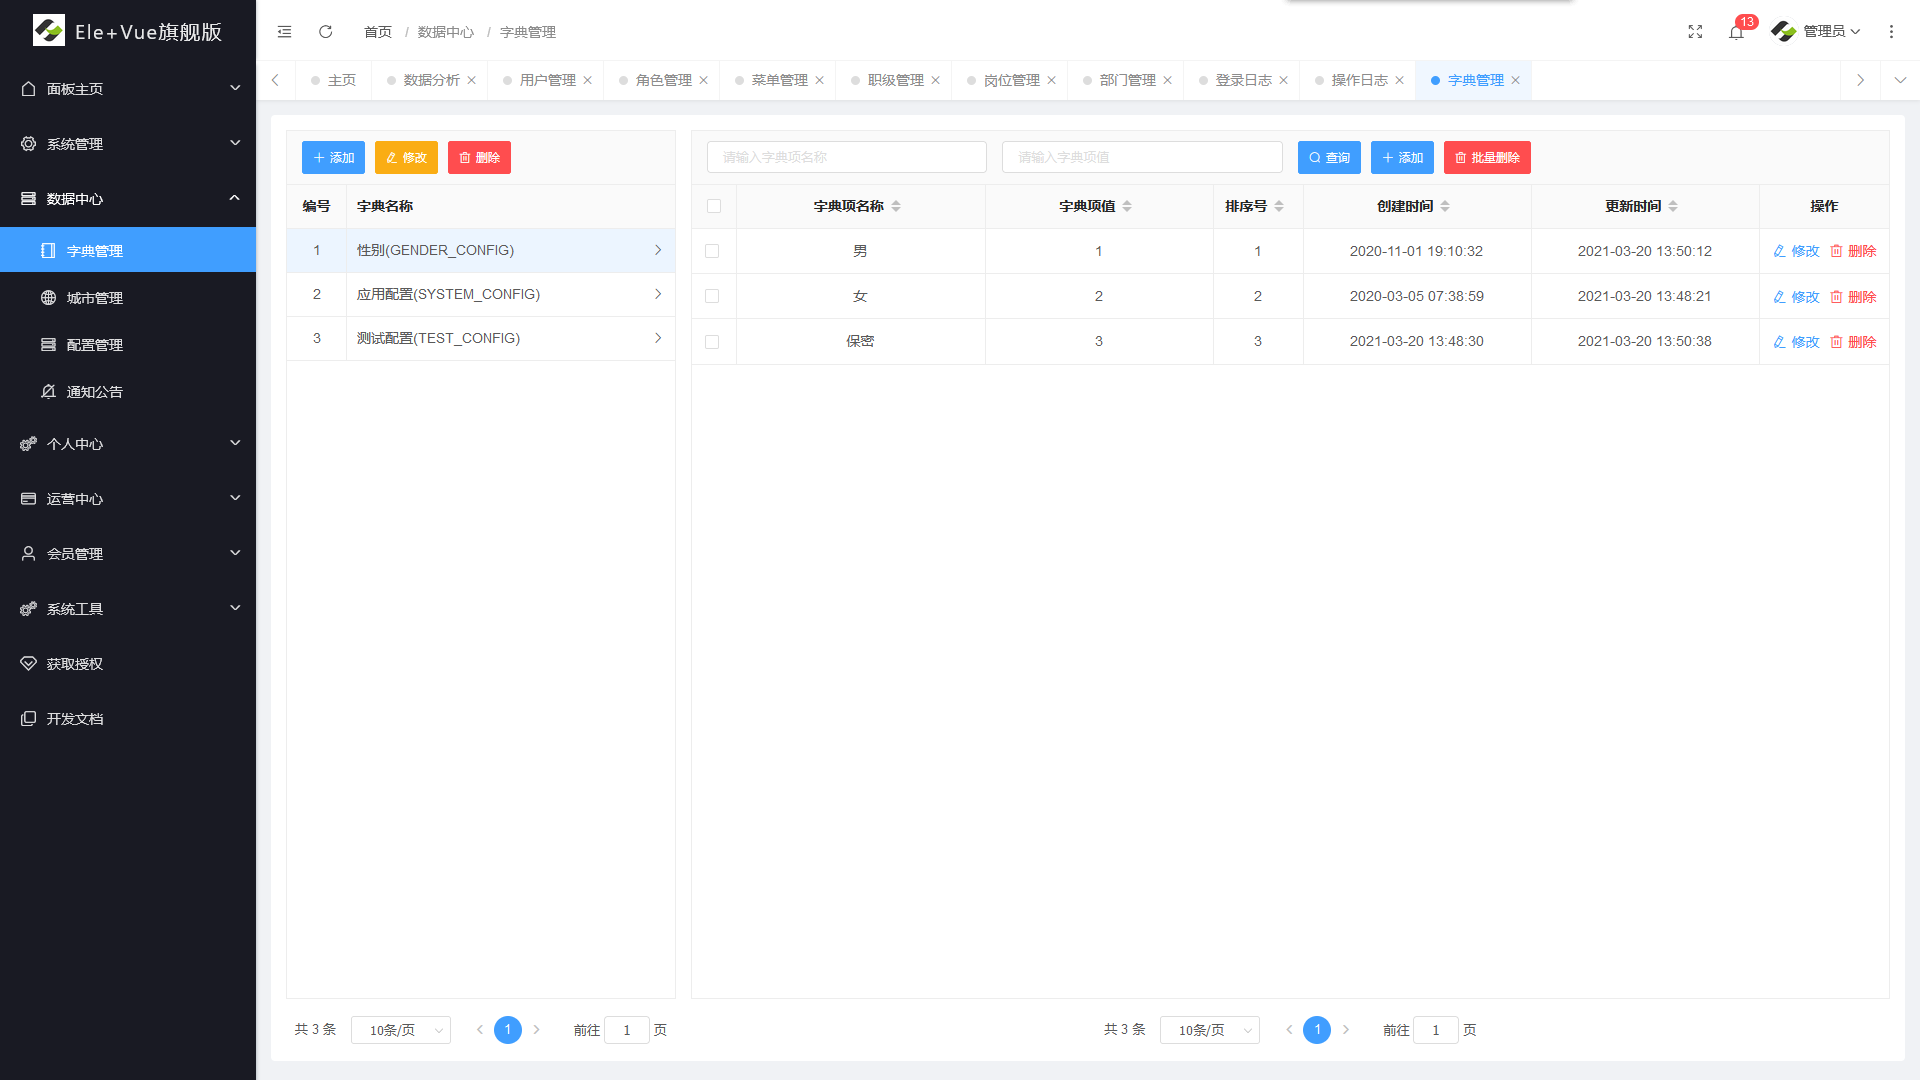 Ele+Vue旗舰版
面板主页
系统管理
数据中心
字典管理
城市管理
配置管理
通知公告
个人中心
运营中心
会员管理
系统工具
获取授权
开发文档
首页 / 数据中心 / 字典管理
13
管理员
主页 数据分析 用户管理 角色管理 菜单管理 职级管理 岗位管理 部门管理 登录日志 操作日志 字典管理
添加 修改 删除
编号 字典名称
1 性别(GENDER_CONFIG)
2 应用配置(SYSTEM_CONFIG)
3 测试配置(TEST_CONFIG)
共 3 条 10条/页 1 前往 1 页
请输入字典项名称 请输入字典项值 查询 添加 批量删除
字典项名称 字典项值 排序号 创建时间 更新时间 操作
男 1 1 2020-11-01 19:10:32 2021-03-20 13:50:12 修改 删除
女 2 2 2020-03-05 07:38:59 2021-03-20 13:48:21 修改 删除
保密 3 3 2021-03-20 13:48:30 2021-03-20 13:50:38 修改 删除
共 3 条 10条/页 1 前往 1 页